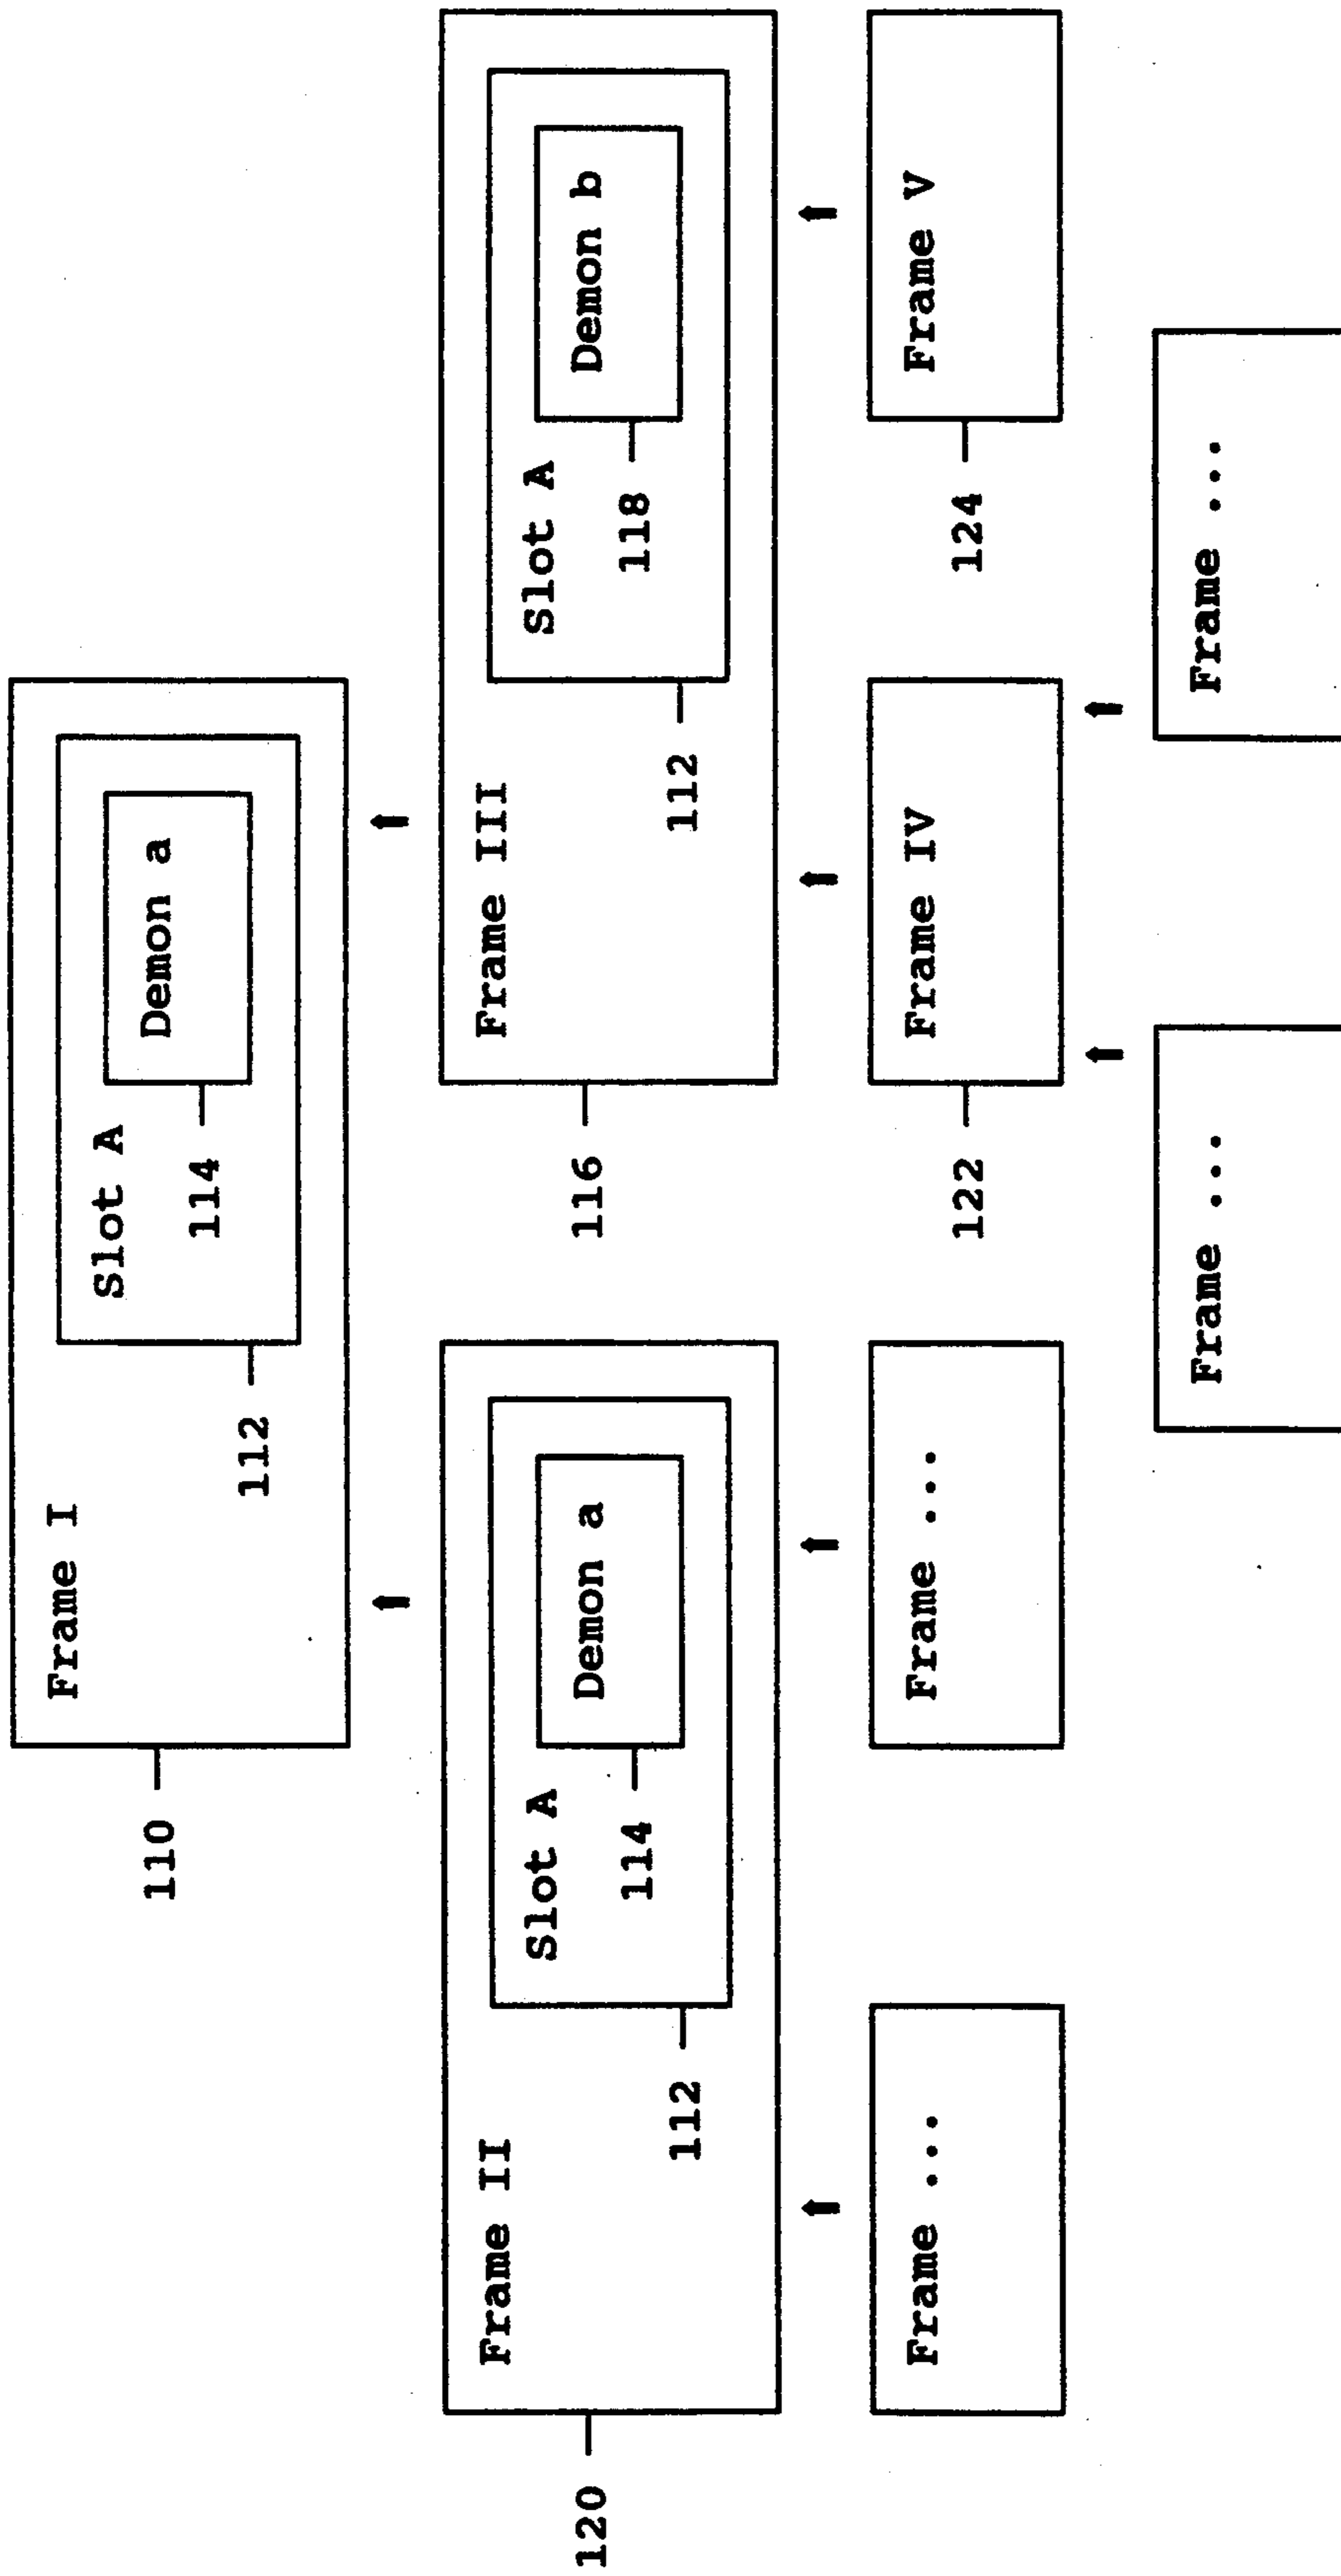 Frame I
110
Slot A
112
Demon a
114
Frame II
120
Slot A
112
Demon a
114
Frame III
116
Slot A
112
Demon b
118
Frame ...
Frame ...
Frame IV
122
Frame V
124
Frame ...
Frame ...